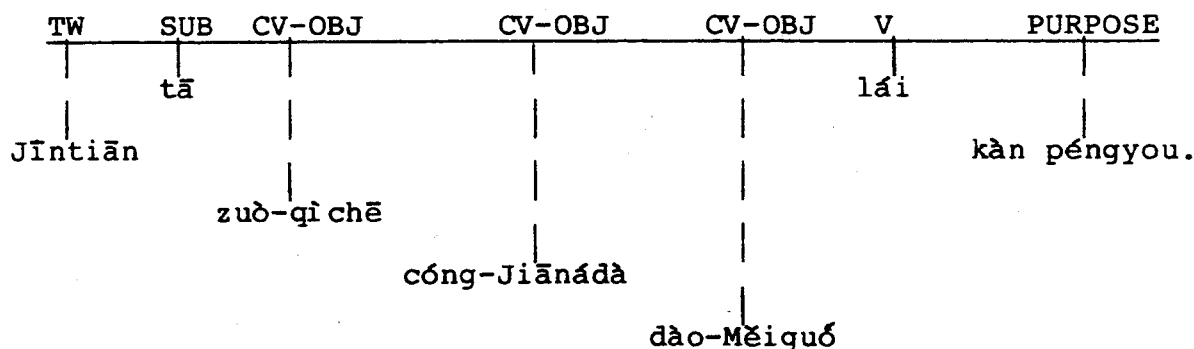 TW SUB CV-OBJ CV-OBJ CV-OBJ V PURPOSE
tā lái
Jīntiān kàn péngyou.
zuò-qìchē
cóng-Jiānádà
dào-Měiguó